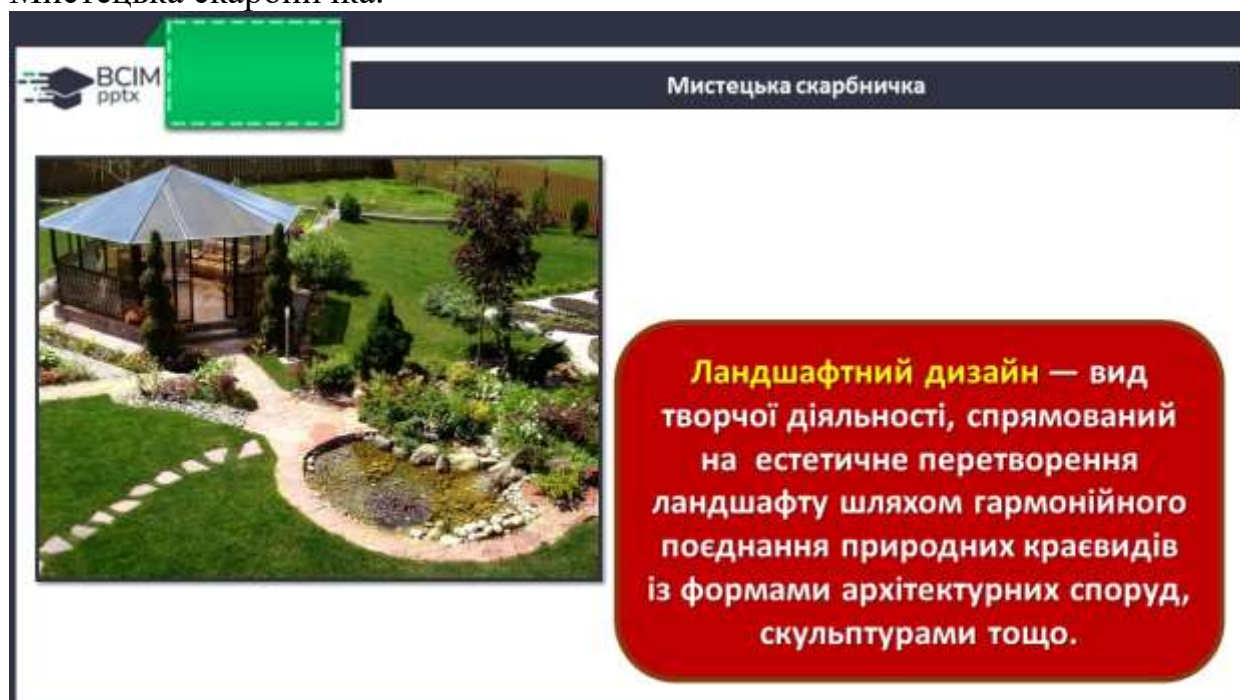 Мистецька скарбничка.
BCIM
pptx
Мистецька скарбничка
Ландшафтний дизайн — вид
творчої діяльності, спрямований
на естетичне перетворення
ландшафту шляхом гармонійного
поєднання природних краєвидів
із формами архітектурних споруд,
скульптурами тощо.